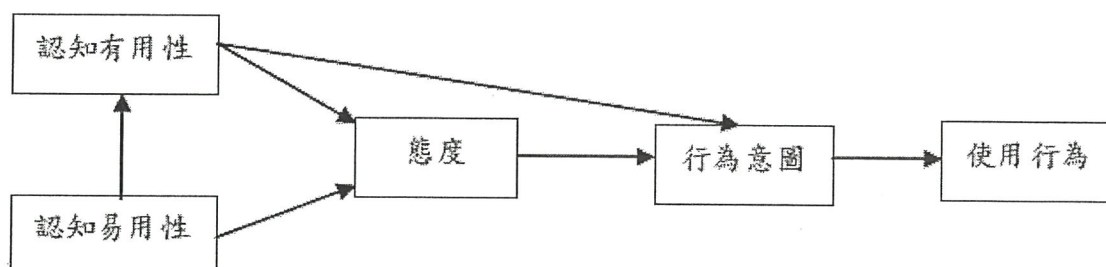 認知有用性
態度
行為意圖
使用行為
認知易用性